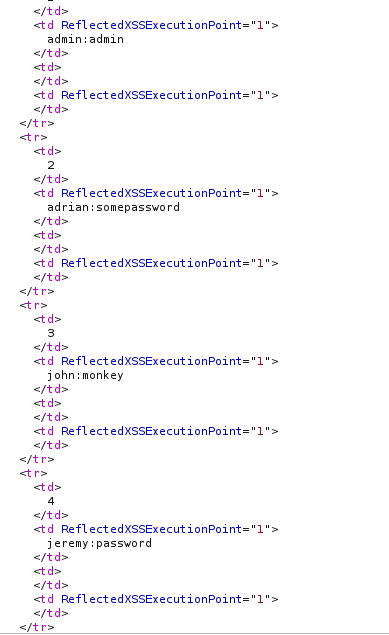 </td>
<td ReflectedXSSExecutionPoint="1">
admin:admin
</td>
<td>
</td>
<td ReflectedXSSExecutionPoint="1">
</td>
</tr>
<tr>
<td>
2
</td>
<td ReflectedXSSExecutionPoint="1">
adrian:somepassword
</td>
<td>
</td>
<td ReflectedXSSExecutionPoint="1">
</td>
</tr>
<tr>
<td>
3
</td>
<td ReflectedXSSExecutionPoint="1">
john:monkey
</td>
<td>
</td>
<td ReflectedXSSExecutionPoint="1">
</td>
</tr>
<tr>
<td>
4
</td>
<td ReflectedXSSExecutionPoint="1">
jeremy:password
</td>
<td>
</td>
<td ReflectedXSSExecutionPoint="1">
</td>
</tr>